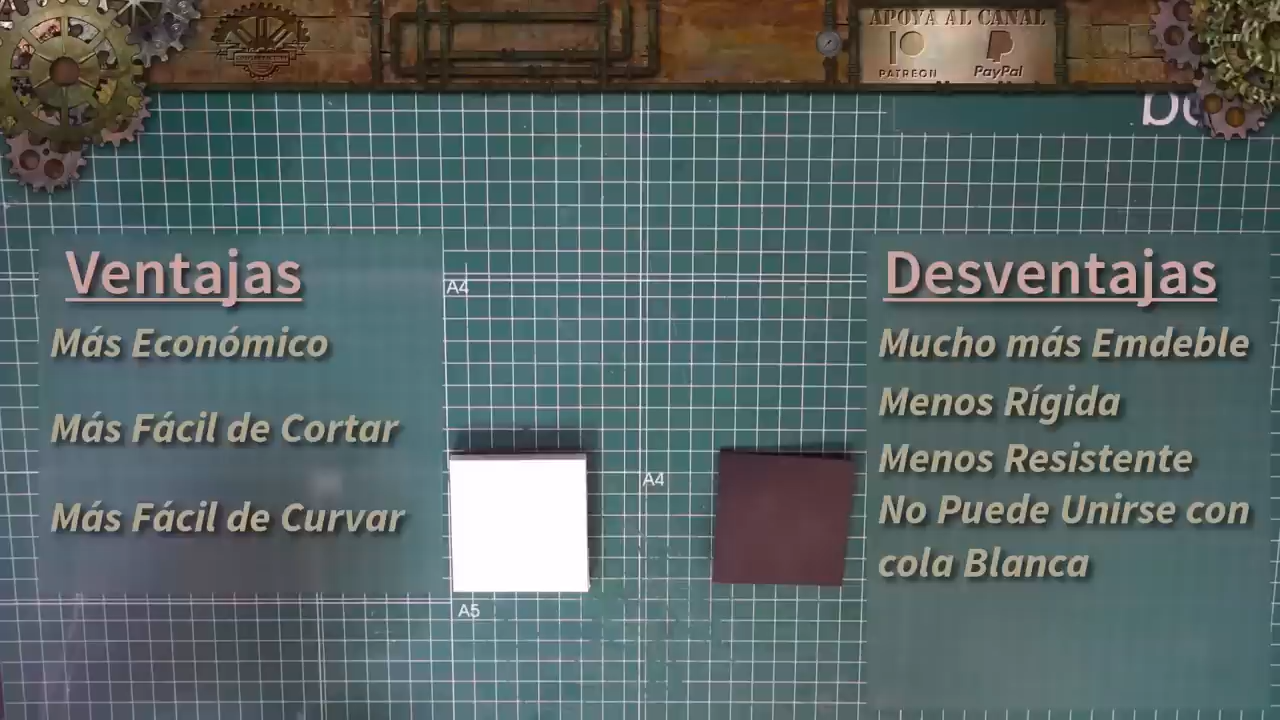 APOYA AL CANAL
PATREON
PayPal
Ventajas
Más Económico
Más Fácil de Cortar
Más Fácil de Curvar
A4
A4
A5
Desventajas
Mucho más Emdeble
Menos Rígida
Menos Resistente
No Puede Unirse con
cola Blanca